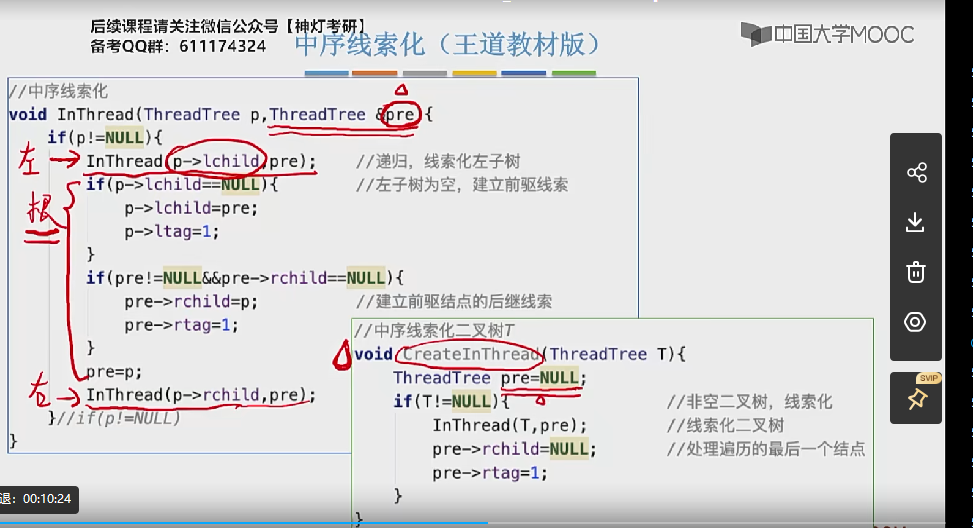 后续课程请关注微信公众号【神灯考研】
备考QQ群：611174324
中序线索化（王道教材版）
中国大学MOOC
//中序线索化
void InThread(ThreadTree p,ThreadTree &pre){
if(p!=NULL){
左 InThread(p->lchild,pre); //递归，线索化左子树
if(p->lchild==NULL){ //左子树为空，建立前驱线索
根 p->lchild=pre;
p->ltag=1;
}
if(pre!=NULL&&pre->rchild==NULL){
pre->rchild=p; //建立前驱结点的后继线索
pre->rtag=1;
}
pre=p;
右 InThread(p->rchild,pre);
}//if(p!=NULL)
}
//中序线索化二叉树T
void CreateInThread(ThreadTree T){
ThreadTree pre=NULL;
if(T!=NULL){ //非空二叉树，线索化
InThread(T,pre); //线索化二叉树
pre->rchild=NULL; //处理遍历的最后一个结点
pre->rtag=1;
}
}
SVIP
退：00:10:24